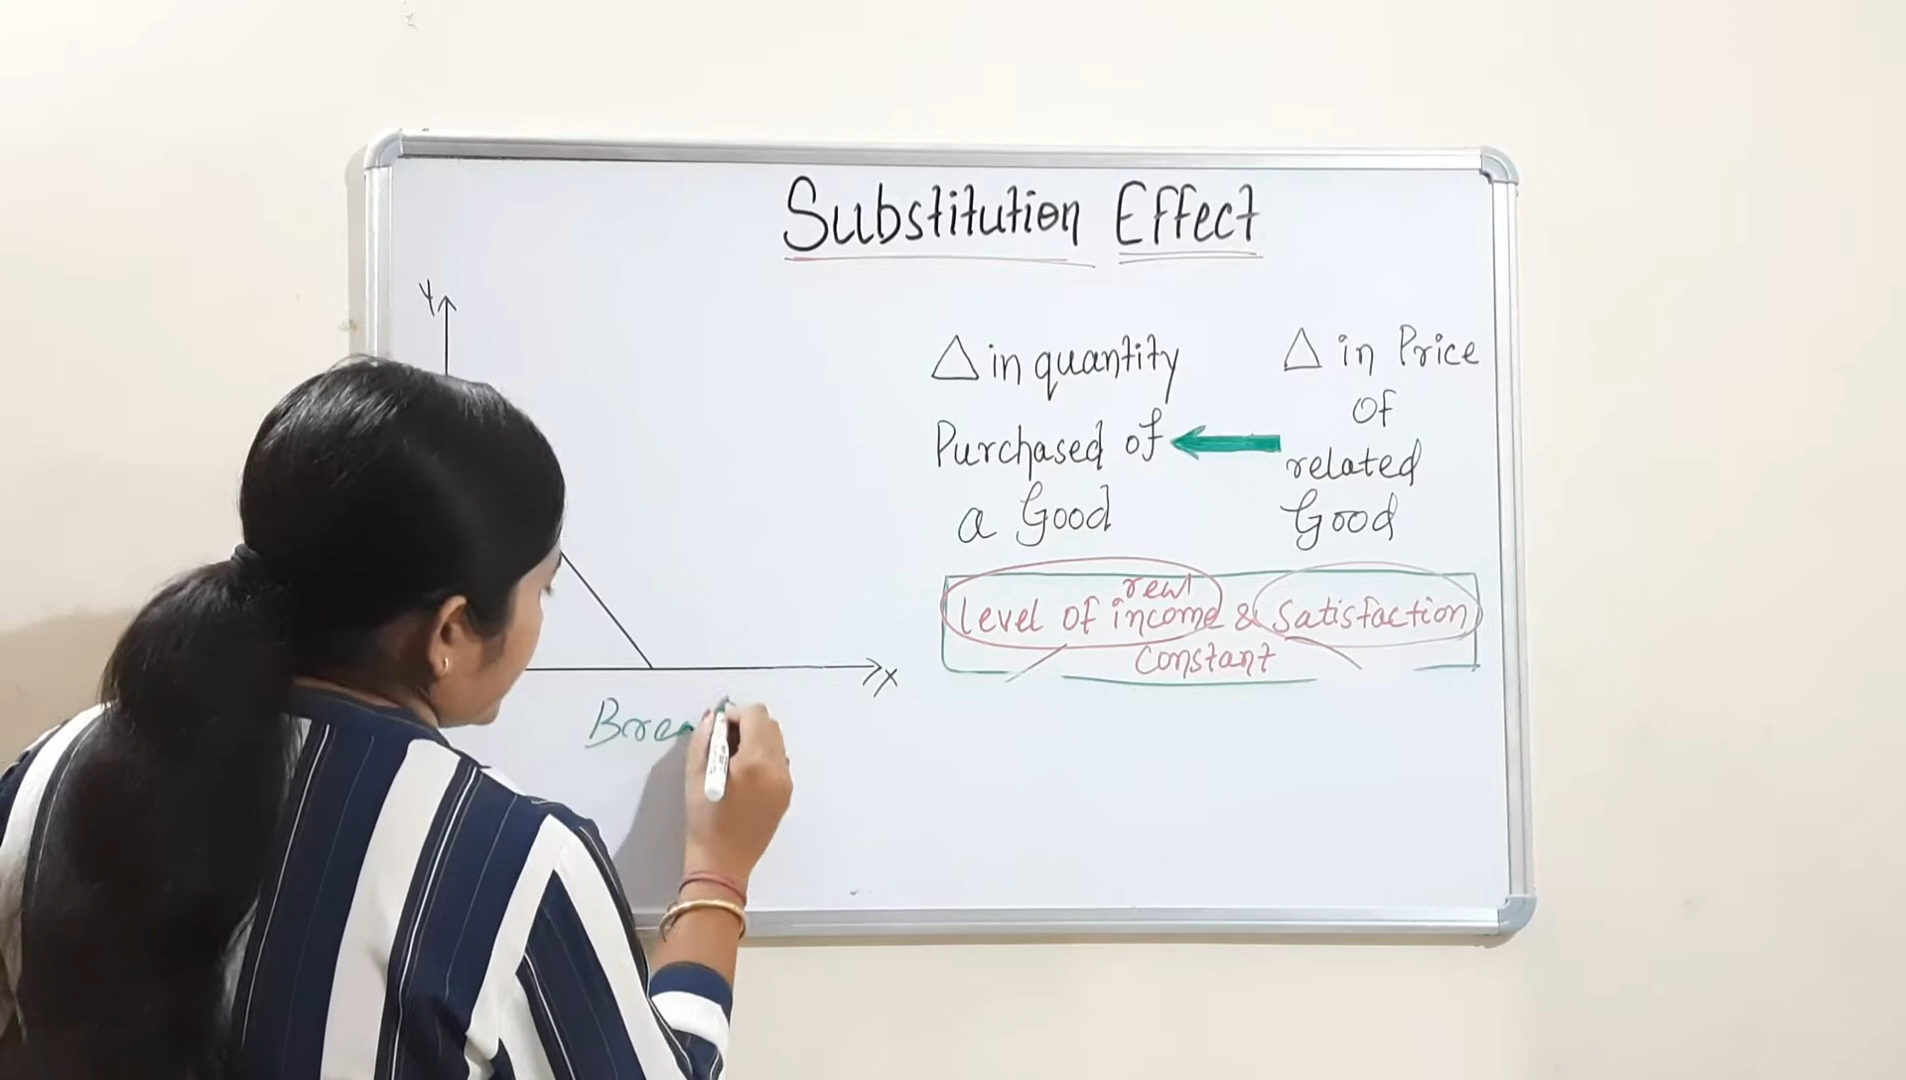 Substitution Effect
Y
Δ in quantity
Purchased of
a Good
Δ in Price
of
related
Good
real
Level of income & Satisfaction
Constant
X